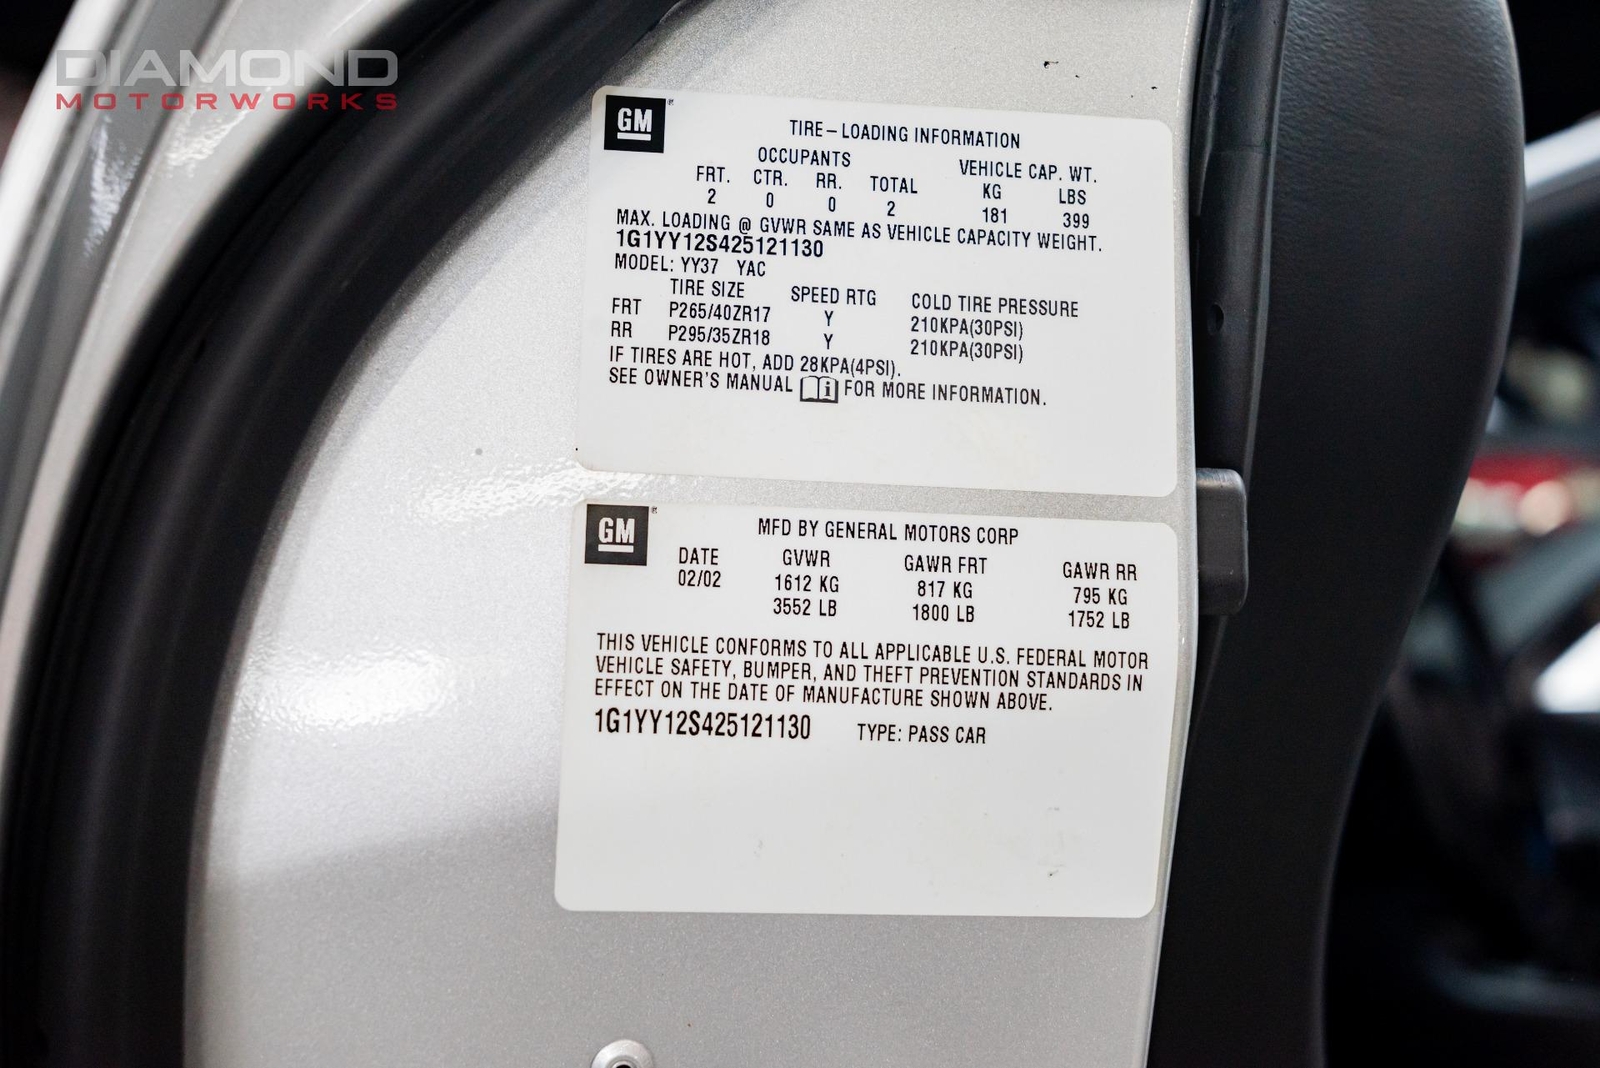 DIAMOND
MOTORWORKS
GM®
TIRE-LOADING INFORMATION
OCCUPANTS VEHICLE CAP. WT.
FRT. CTR. RR. TOTAL KG LBS
2 0 0 2 181 399
MAX. LOADING @ GVWR SAME AS VEHICLE CAPACITY WEIGHT.
1G1YY12S425121130
MODEL: YY37 YAC
TIRE SIZE SPEED RTG COLD TIRE PRESSURE
FRT P265/40ZR17 Y 210KPA(30PSI)
RR P295/35ZR18 Y 210KPA(30PSI)
IF TIRES ARE HOT, ADD 28KPA(4PSI).
SEE OWNER'S MANUAL i FOR MORE INFORMATION.
GM®
MFD BY GENERAL MOTORS CORP
DATE GVWR GAWR FRT GAWR RR
02/02 1612 KG 817 KG 795 KG
3552 LB 1800 LB 1752 LB
THIS VEHICLE CONFORMS TO ALL APPLICABLE U.S. FEDERAL MOTOR
VEHICLE SAFETY, BUMPER, AND THEFT PREVENTION STANDARDS IN
EFFECT ON THE DATE OF MANUFACTURE SHOWN ABOVE.
1G1YY12S425121130 TYPE: PASS CAR